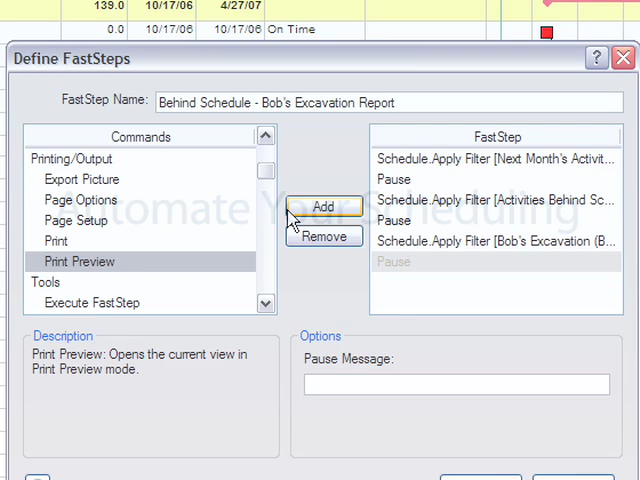 139.0 10/17/06 4/27/07
0.0 10/17/06 10/17/06 On Time
Define FastSteps
FastStep Name: Behind Schedule - Bob's Excavation Report
Commands
FastStep
Printing/Output
Export Picture
Page Options
Page Setup
Print
Print Preview
Tools
Execute FastStep
Add
Remove
Schedule.Apply Filter [Next Month's Activit...
Pause
Schedule.Apply Filter [Activities Behind Sc...
Pause
Schedule.Apply Filter [Bob's Excavation (B...
Pause
Automate Your Scheduling
Description
Print Preview: Opens the current view in
Print Preview mode.
Options
Pause Message: